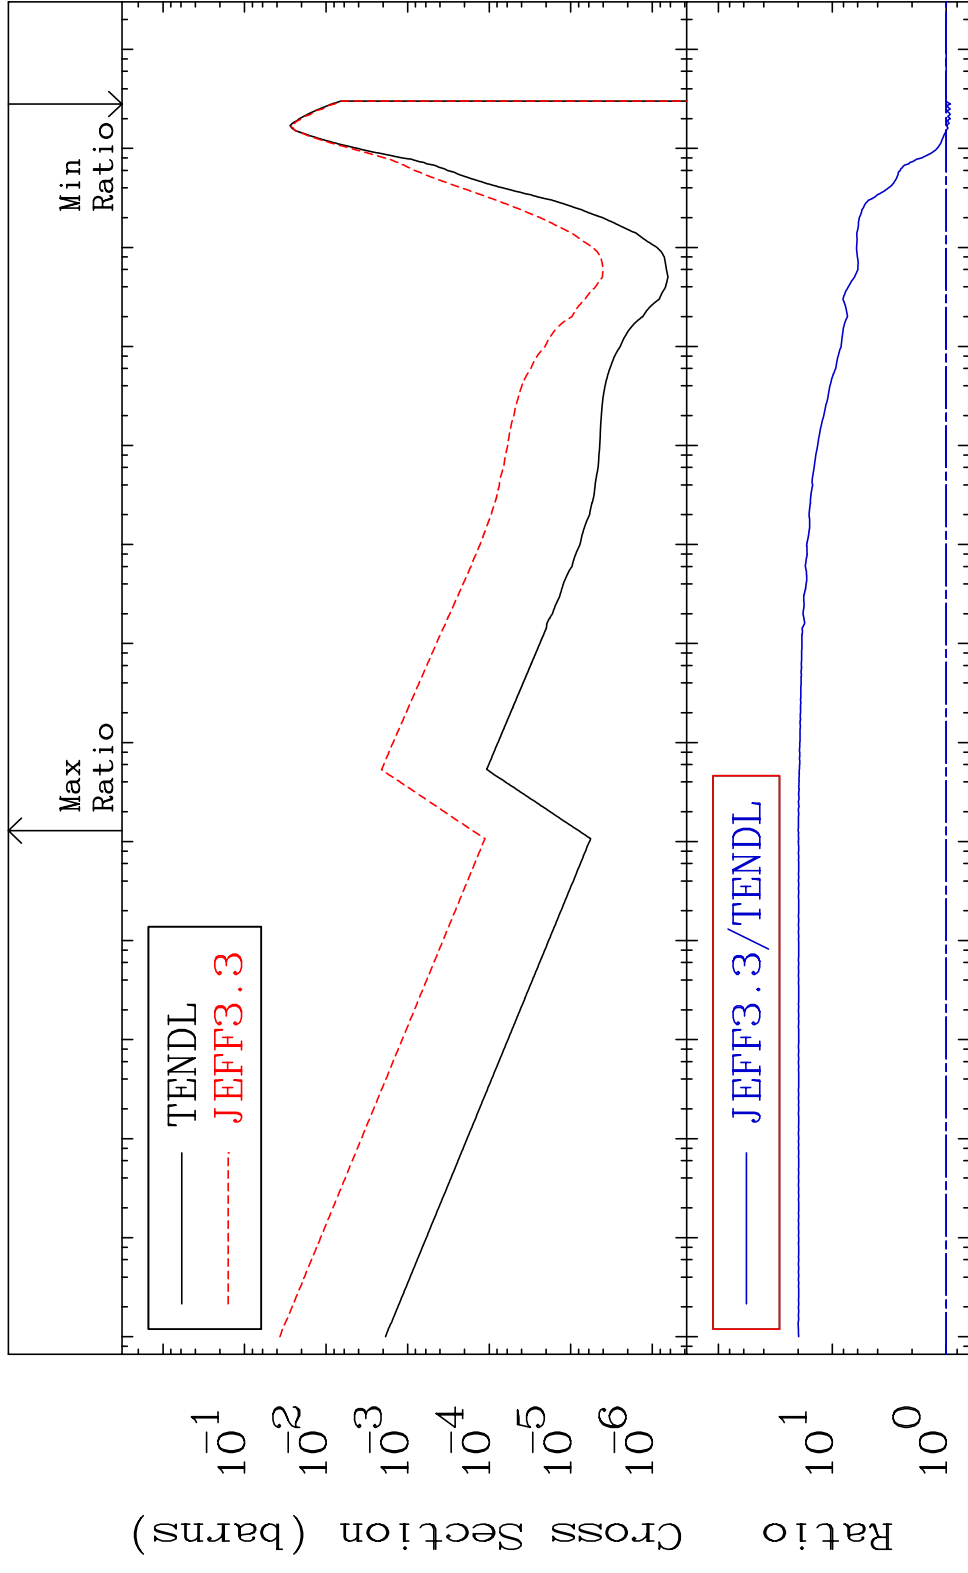 Min
Ratio
Max
Ratio
TENDL
JEFF3.3
JEFF3.3/TENDL
10^-1
10^-2
10^-3
10^-4
10^-5
10^-6
Cross Section (barns)
10^1
10^0
Ratio